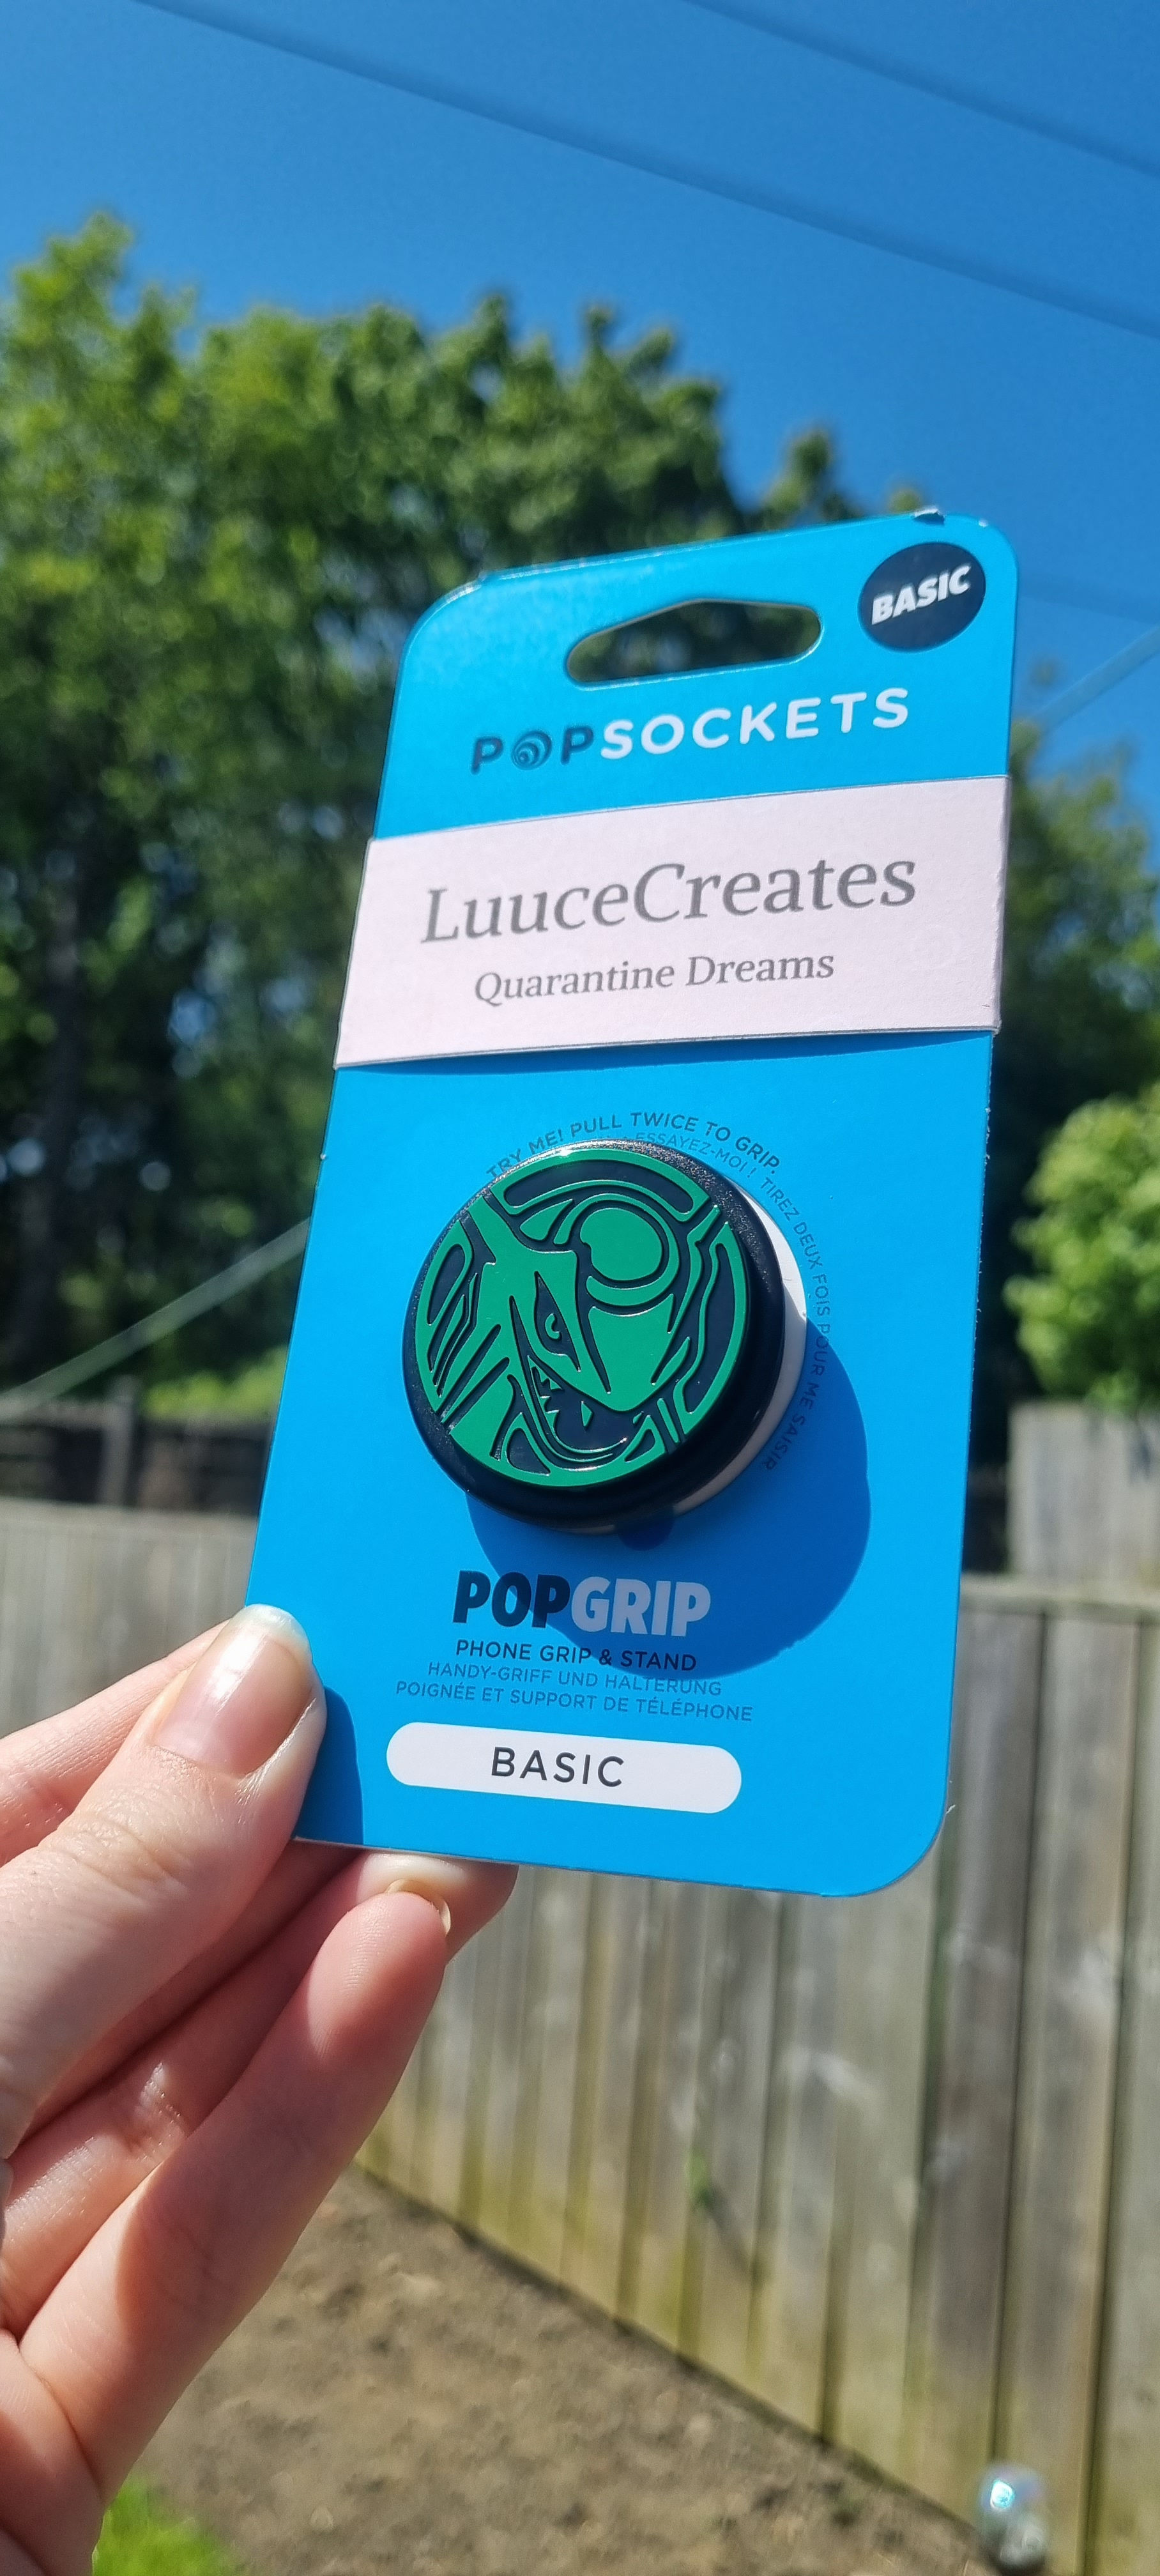 BASIC
POPSOCKETS
LuuceCreates
Quarantine Dreams
TRY ME! PULL TWICE TO GRIP.
ESSAYEZ-MOI ! TIREZ DEUX FOIS POUR ME SAISIR
POPGRIP
PHONE GRIP & STAND
HANDY-GRIFF UND HALTERUNG
POIGNÉE ET SUPPORT DE TÉLÉPHONE
BASIC